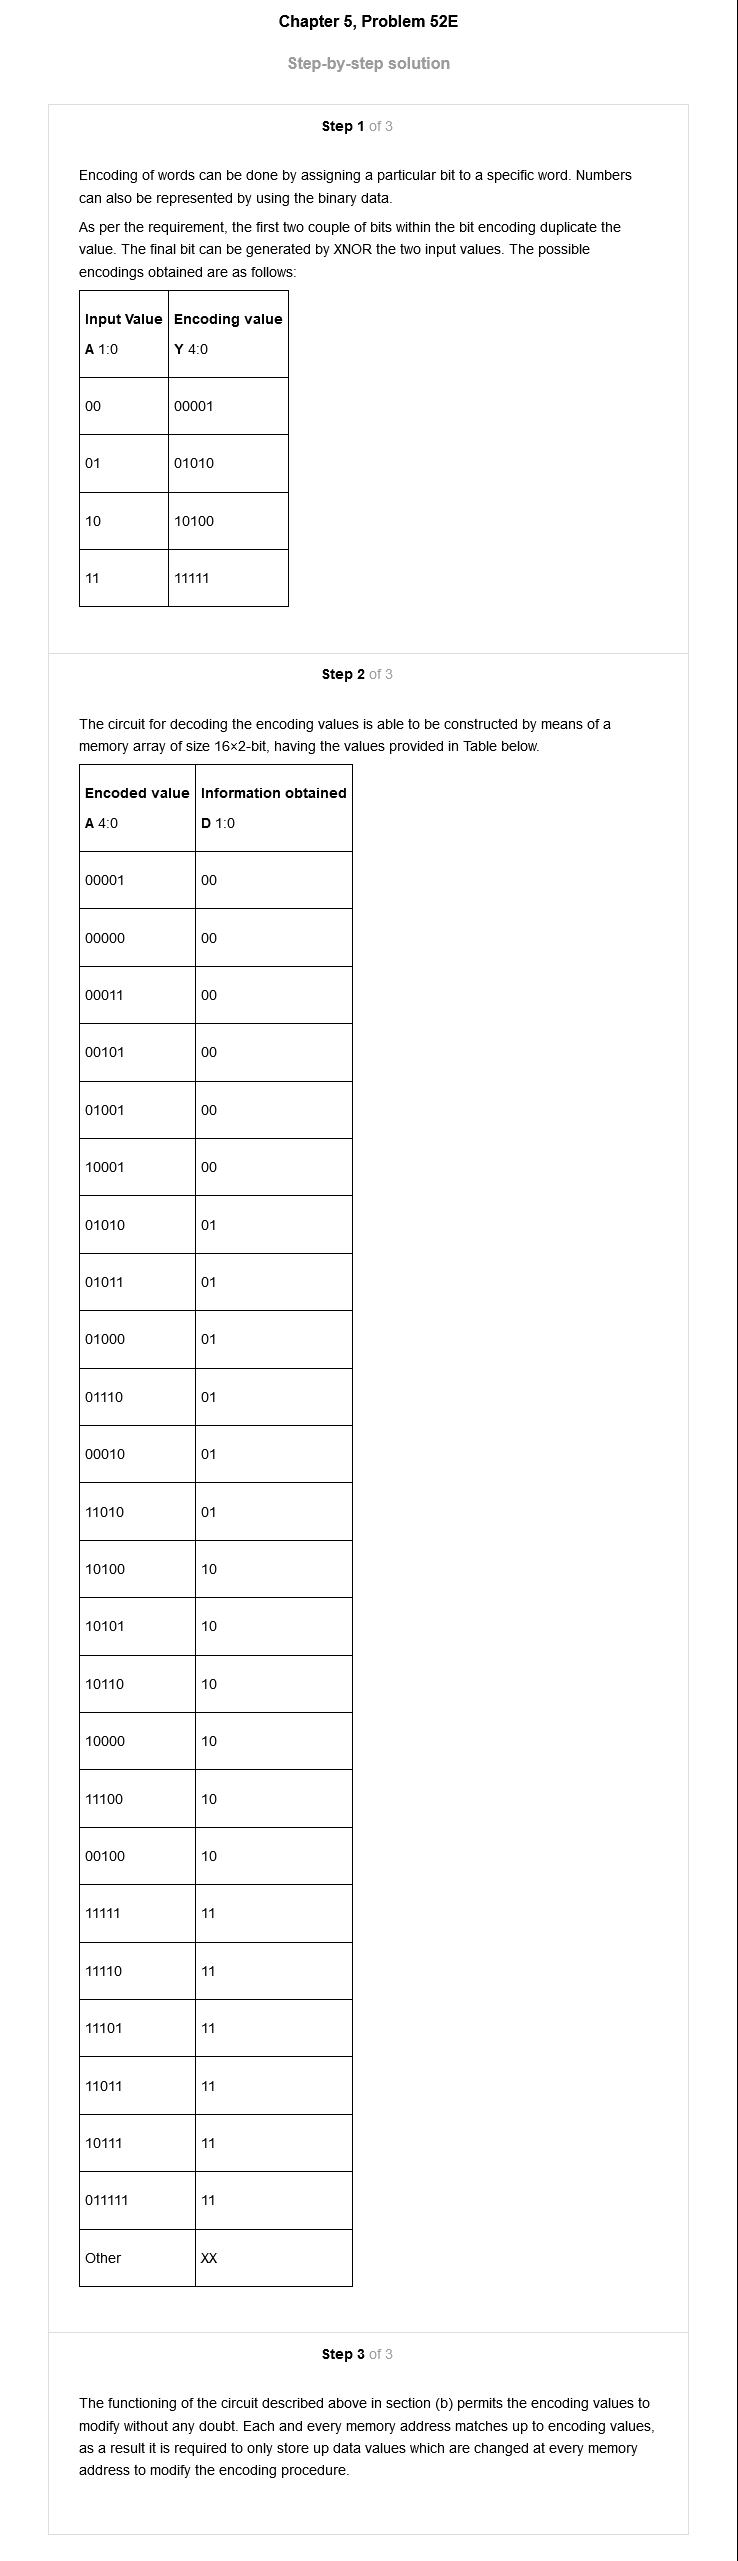 Chapter 5, Problem 52E
Step-by-step solution
Step 1 of 3
Encoding of words can be done by assigning a particular bit to a specific word. Numbers
can also be represented by using the binary data.
As per the requirement, the first two couple of bits within the bit encoding duplicate the
value. The final bit can be generated by XNOR the two input values. The possible
encodings obtained are as follows:
Input Value Encoding value
A 1:0 Y 4:0
00 00001
01 01010
10 10100
11 11111
Step 2 of 3
The circuit for decoding the encoding values is able to be constructed by means of a
memory array of size 16×2-bit, having the values provided in Table below.
Encoded value Information obtained
A 4:0 D 1:0
00001 00
00000 00
00011 00
00101 00
01001 00
10001 00
01010 01
01011 01
01000 01
01110 01
00010 01
11010 01
10100 10
10101 10
10110 10
10000 10
11100 10
00100 10
11111 11
11110 11
11101 11
11011 11
10111 11
011111 11
Other XX
Step 3 of 3
The functioning of the circuit described above in section (b) permits the encoding values to
modify without any doubt. Each and every memory address matches up to encoding values,
as a result it is required to only store up data values which are changed at every memory
address to modify the encoding procedure.